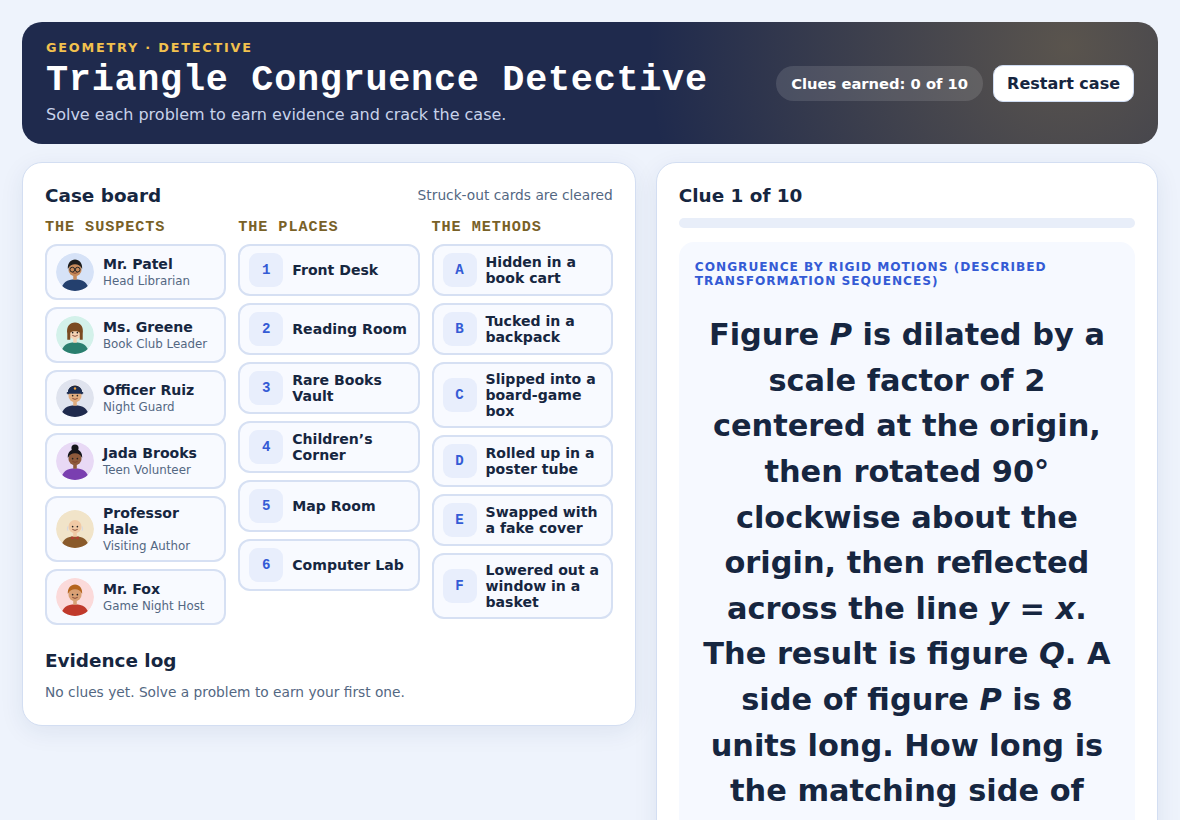 GEOMETRY · DETECTIVE
Triangle Congruence Detective
Solve each problem to earn evidence and crack the case.
Clues earned: 0 of 10
Restart case
Case board
Struck-out cards are cleared
THE SUSPECTS
Mr. Patel
Head Librarian
Ms. Greene
Book Club Leader
Officer Ruiz
Night Guard
Jada Brooks
Teen Volunteer
Professor
Hale
Visiting Author
Mr. Fox
Game Night Host
THE PLACES
1
Front Desk
2
Reading Room
3
Rare Books
Vault
4
Children’s
Corner
5
Map Room
6
Computer Lab
THE METHODS
A
Hidden in a
book cart
B
Tucked in a
backpack
C
Slipped into a
board-game
box
D
Rolled up in a
poster tube
E
Swapped with
a fake cover
F
Lowered out a
window in a
basket
Evidence log
No clues yet. Solve a problem to earn your first one.
Clue 1 of 10
CONGRUENCE BY RIGID MOTIONS (DESCRIBED
TRANSFORMATION SEQUENCES)
Figure P is dilated by a
scale factor of 2
centered at the origin,
then rotated 90°
clockwise about the
origin, then reflected
across the line y = x.
The result is figure Q. A
side of figure P is 8
units long. How long is
the matching side of